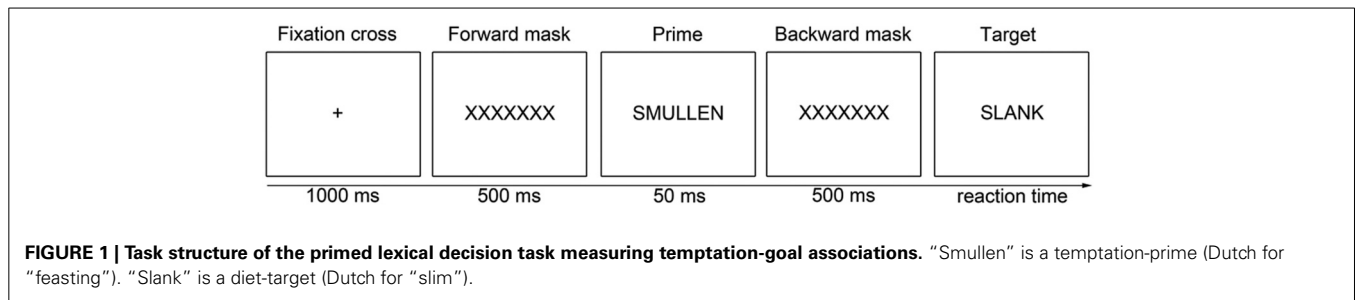 Fixation cross Forward mask Prime Backward mask Target
+ XXXXXXX SMULLEN XXXXXXX SLANK
1000 ms 500 ms 50 ms 500 ms reaction time
FIGURE 1 | Task structure of the primed lexical decision task measuring temptation-goal associations. “Smullen” is a temptation-prime (Dutch for
“feasting”). “Slank” is a diet-target (Dutch for “slim”).